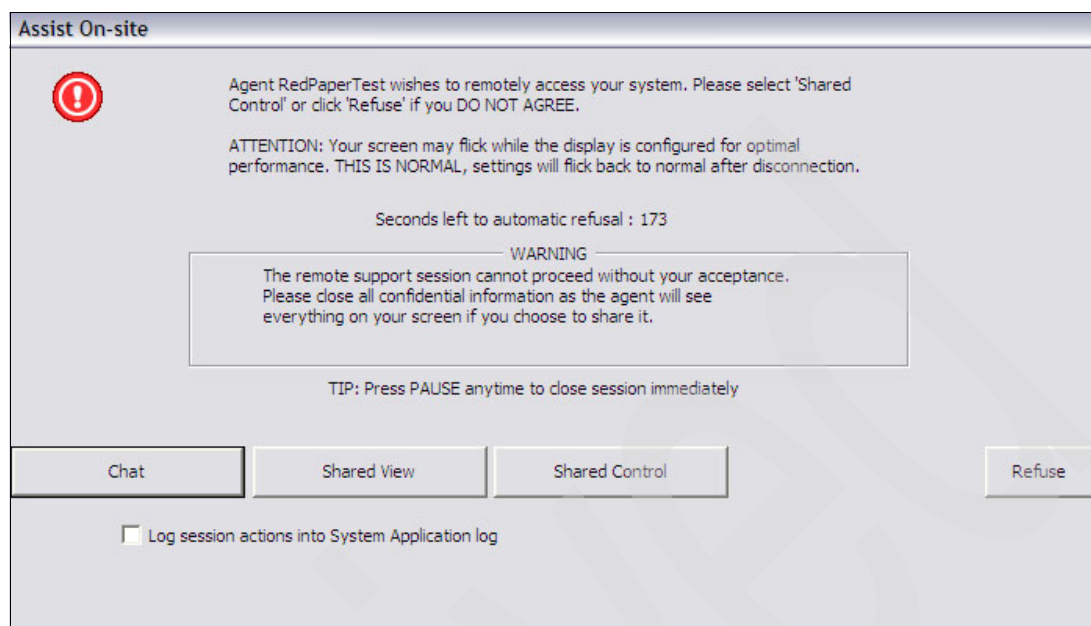 Assist On-site
Agent RedPaperTest wishes to remotely access your system. Please select 'Shared
Control' or click 'Refuse' if you DO NOT AGREE.
ATTENTION: Your screen may flick while the display is configured for optimal
performance. THIS IS NORMAL, settings will flick back to normal after disconnection.
Seconds left to automatic refusal : 173
WARNING
The remote support session cannot proceed without your acceptance.
Please close all confidential information as the agent will see
everything on your screen if you choose to share it.
TIP: Press PAUSE anytime to close session immediately
Chat
Shared View
Shared Control
Refuse
Log session actions into System Application log